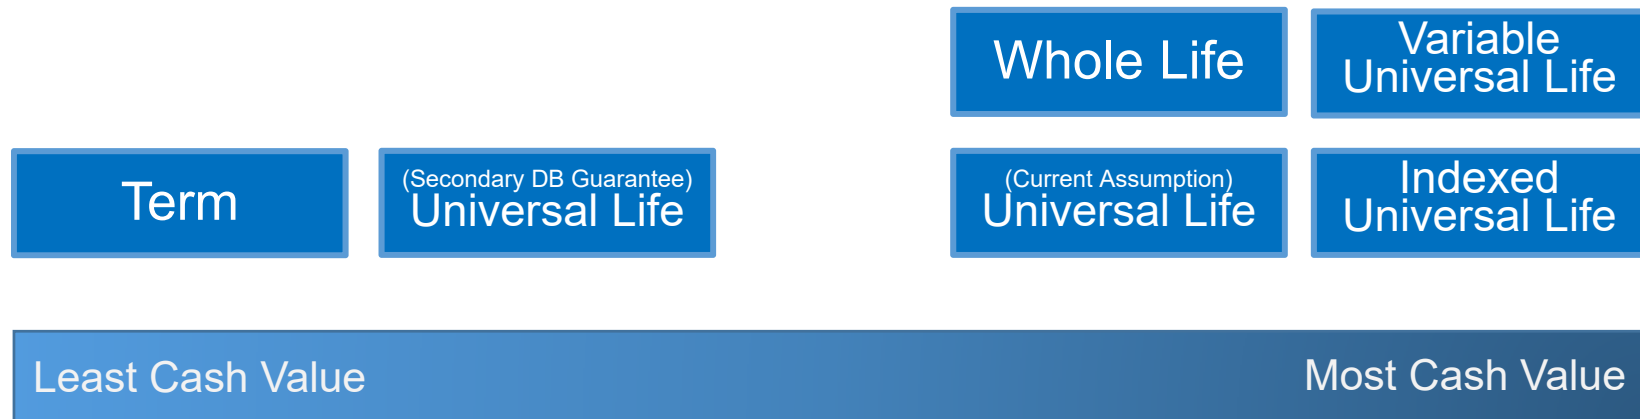 Whole Life
Variable
Universal Life
Term
(Secondary DB Guarantee)
Universal Life
(Current Assumption)
Universal Life
Indexed
Universal Life
Least Cash Value
Most Cash Value